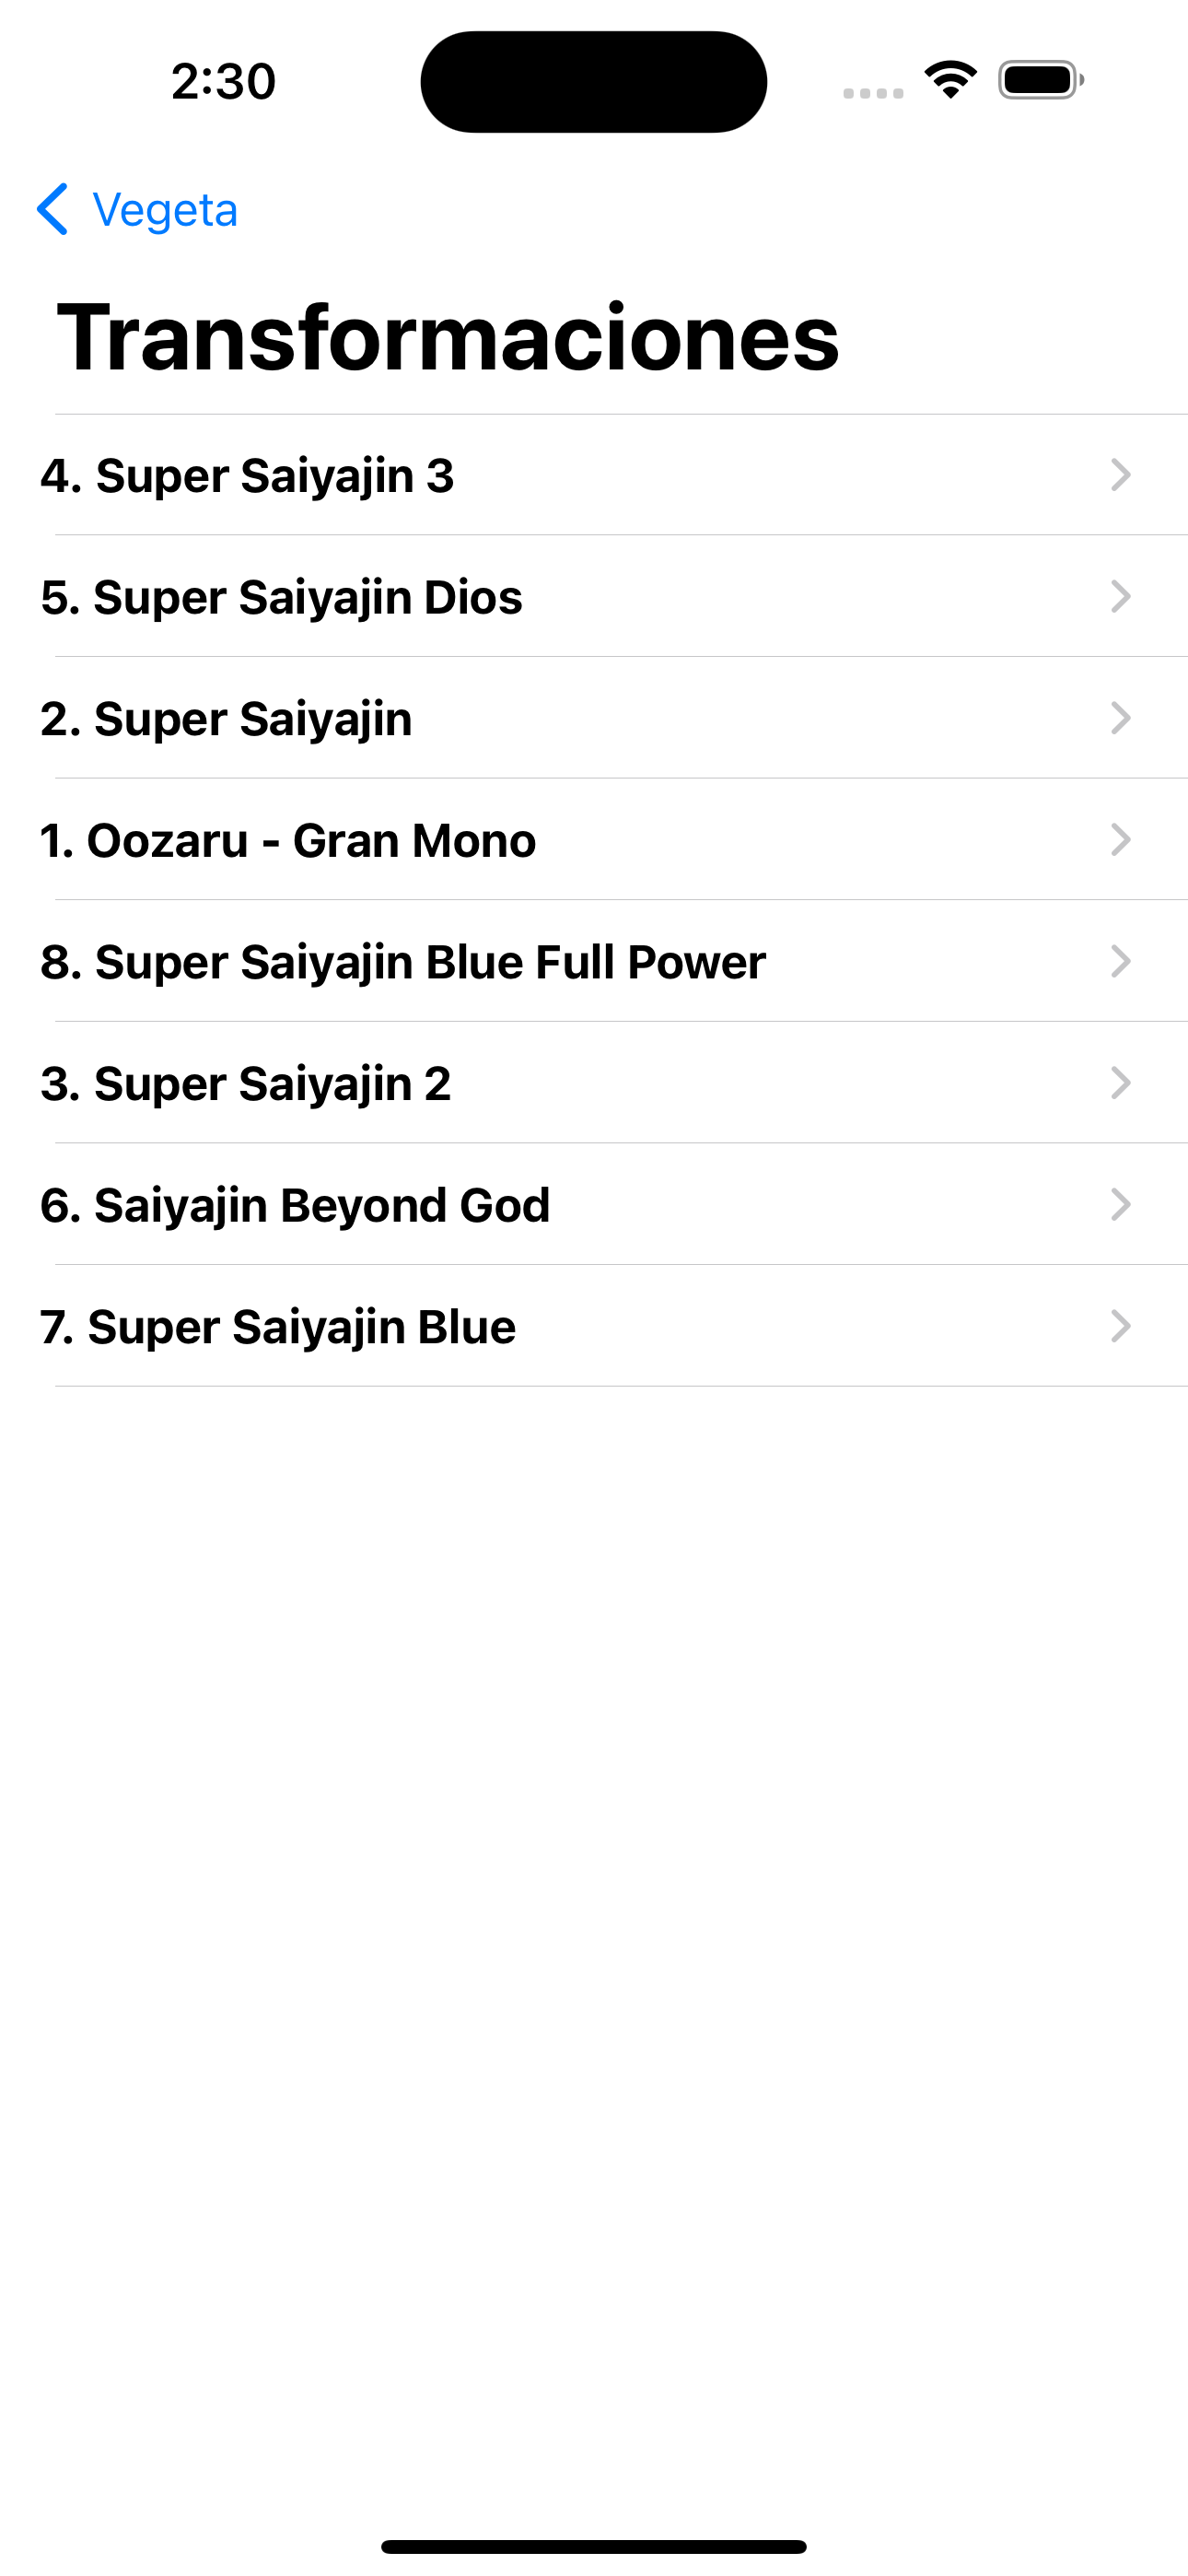 2:30
Vegeta
Transformaciones
4. Super Saiyajin 3
5. Super Saiyajin Dios
2. Super Saiyajin
1. Oozaru - Gran Mono
8. Super Saiyajin Blue Full Power
3. Super Saiyajin 2
6. Saiyajin Beyond God
7. Super Saiyajin Blue